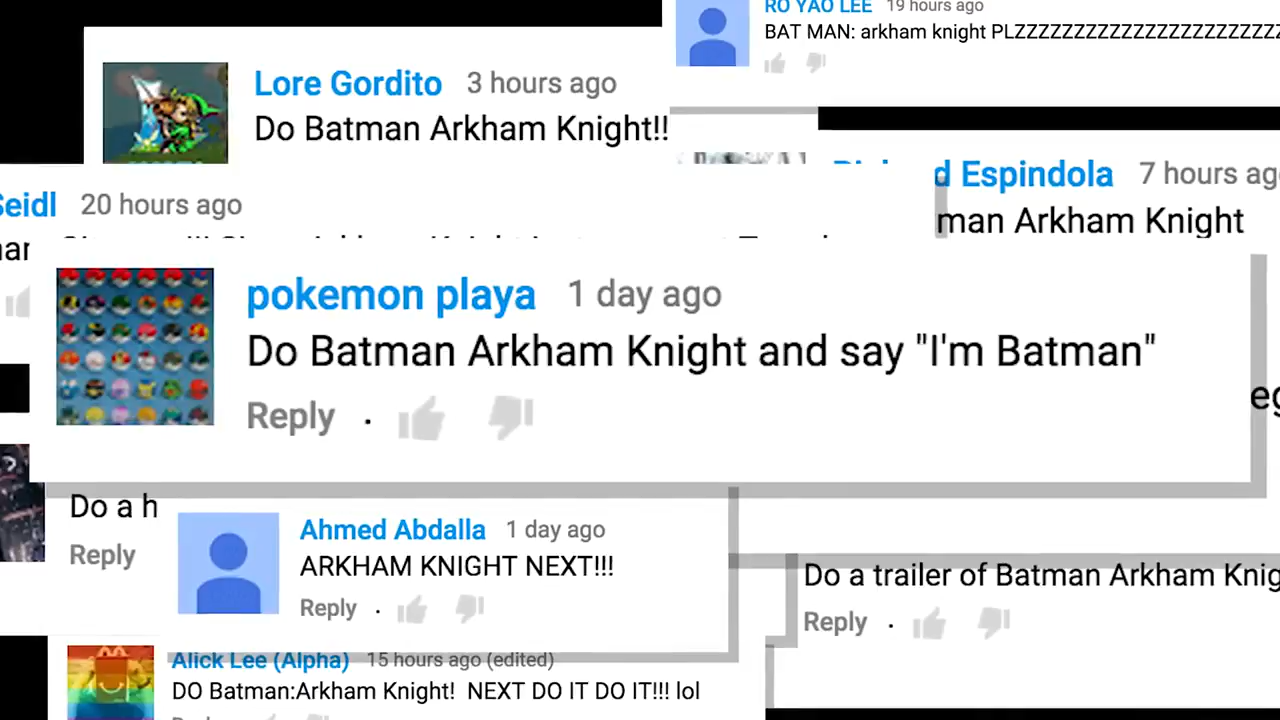 RO YAO LEE 19 hours ago
BAT MAN: arkham knight PLZZZZZZZZZZZZZZZZZZZZZZZ
Lore Gordito 3 hours ago
Do Batman Arkham Knight!!
d Espindola 7 hours ag
man Arkham Knight
Seidl 20 hours ago
pokemon playa 1 day ago
Do Batman Arkham Knight and say "I'm Batman"
Reply .
eg
Do a h
Reply
Ahmed Abdalla 1 day ago
ARKHAM KNIGHT NEXT!!!
Reply .
Do a trailer of Batman Arkham Knig
Reply .
Alick Lee (Alpha) 15 hours ago (edited)
DO Batman:Arkham Knight! NEXT DO IT DO IT!!! lol